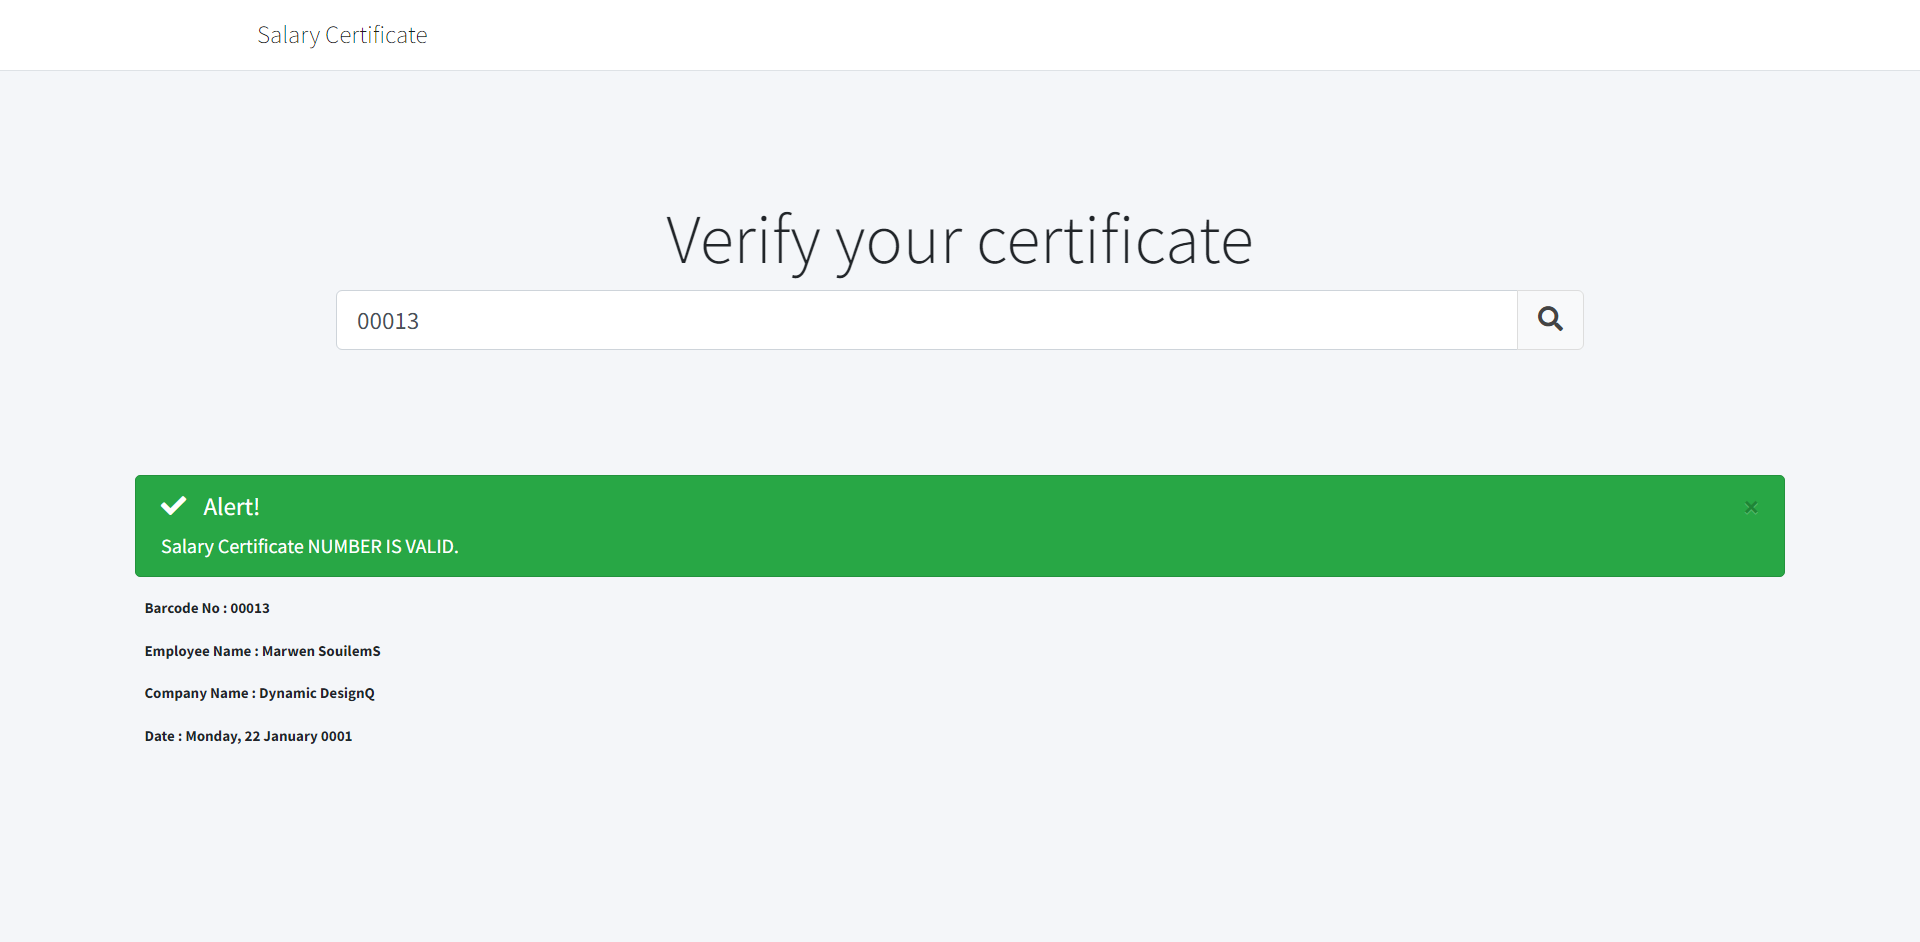 Salary Certificate
Verify your certificate
00013
Alert!
×
Salary Certificate NUMBER IS VALID.
Barcode No : 00013
Employee Name : Marwen SouilemS
Company Name : Dynamic DesignQ
Date : Monday, 22 January 0001